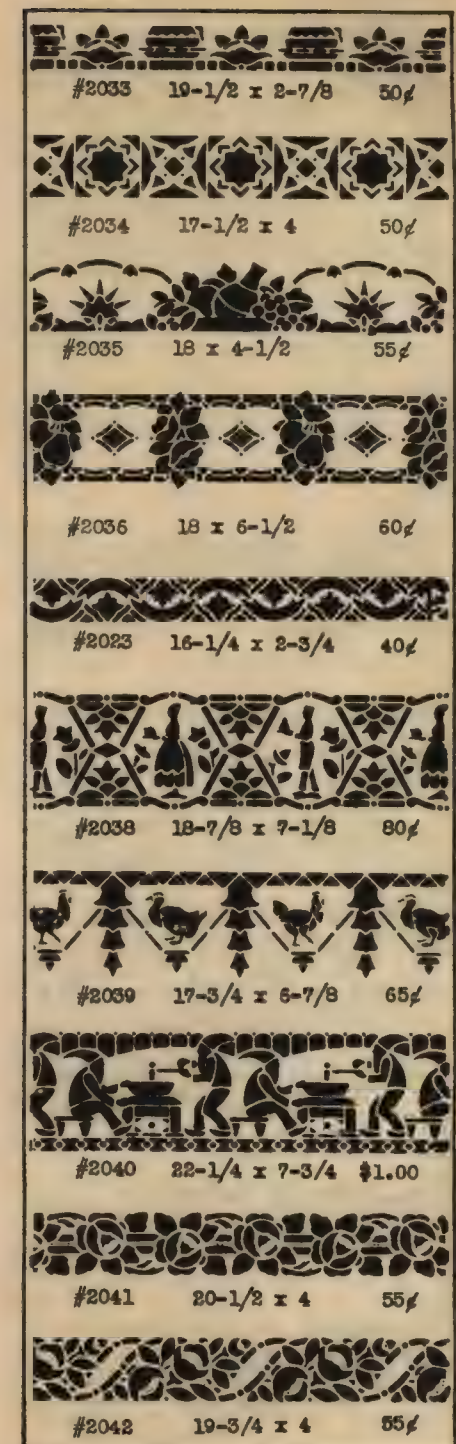 #2033 19-1/2 x 2-7/8 50¢
#2034 17-1/2 x 4 50¢
#2035 18 x 4-1/2 55¢
#2036 18 x 6-1/2 60¢
#2023 16-1/4 x 2-3/4 40¢
#2038 18-7/8 x 7-1/8 80¢
#2039 17-3/4 x 6-7/8 65¢
#2040 22-1/4 x 7-3/4 $1.00
#2041 20-1/2 x 4 55¢
#2042 19-3/4 x 4 55¢